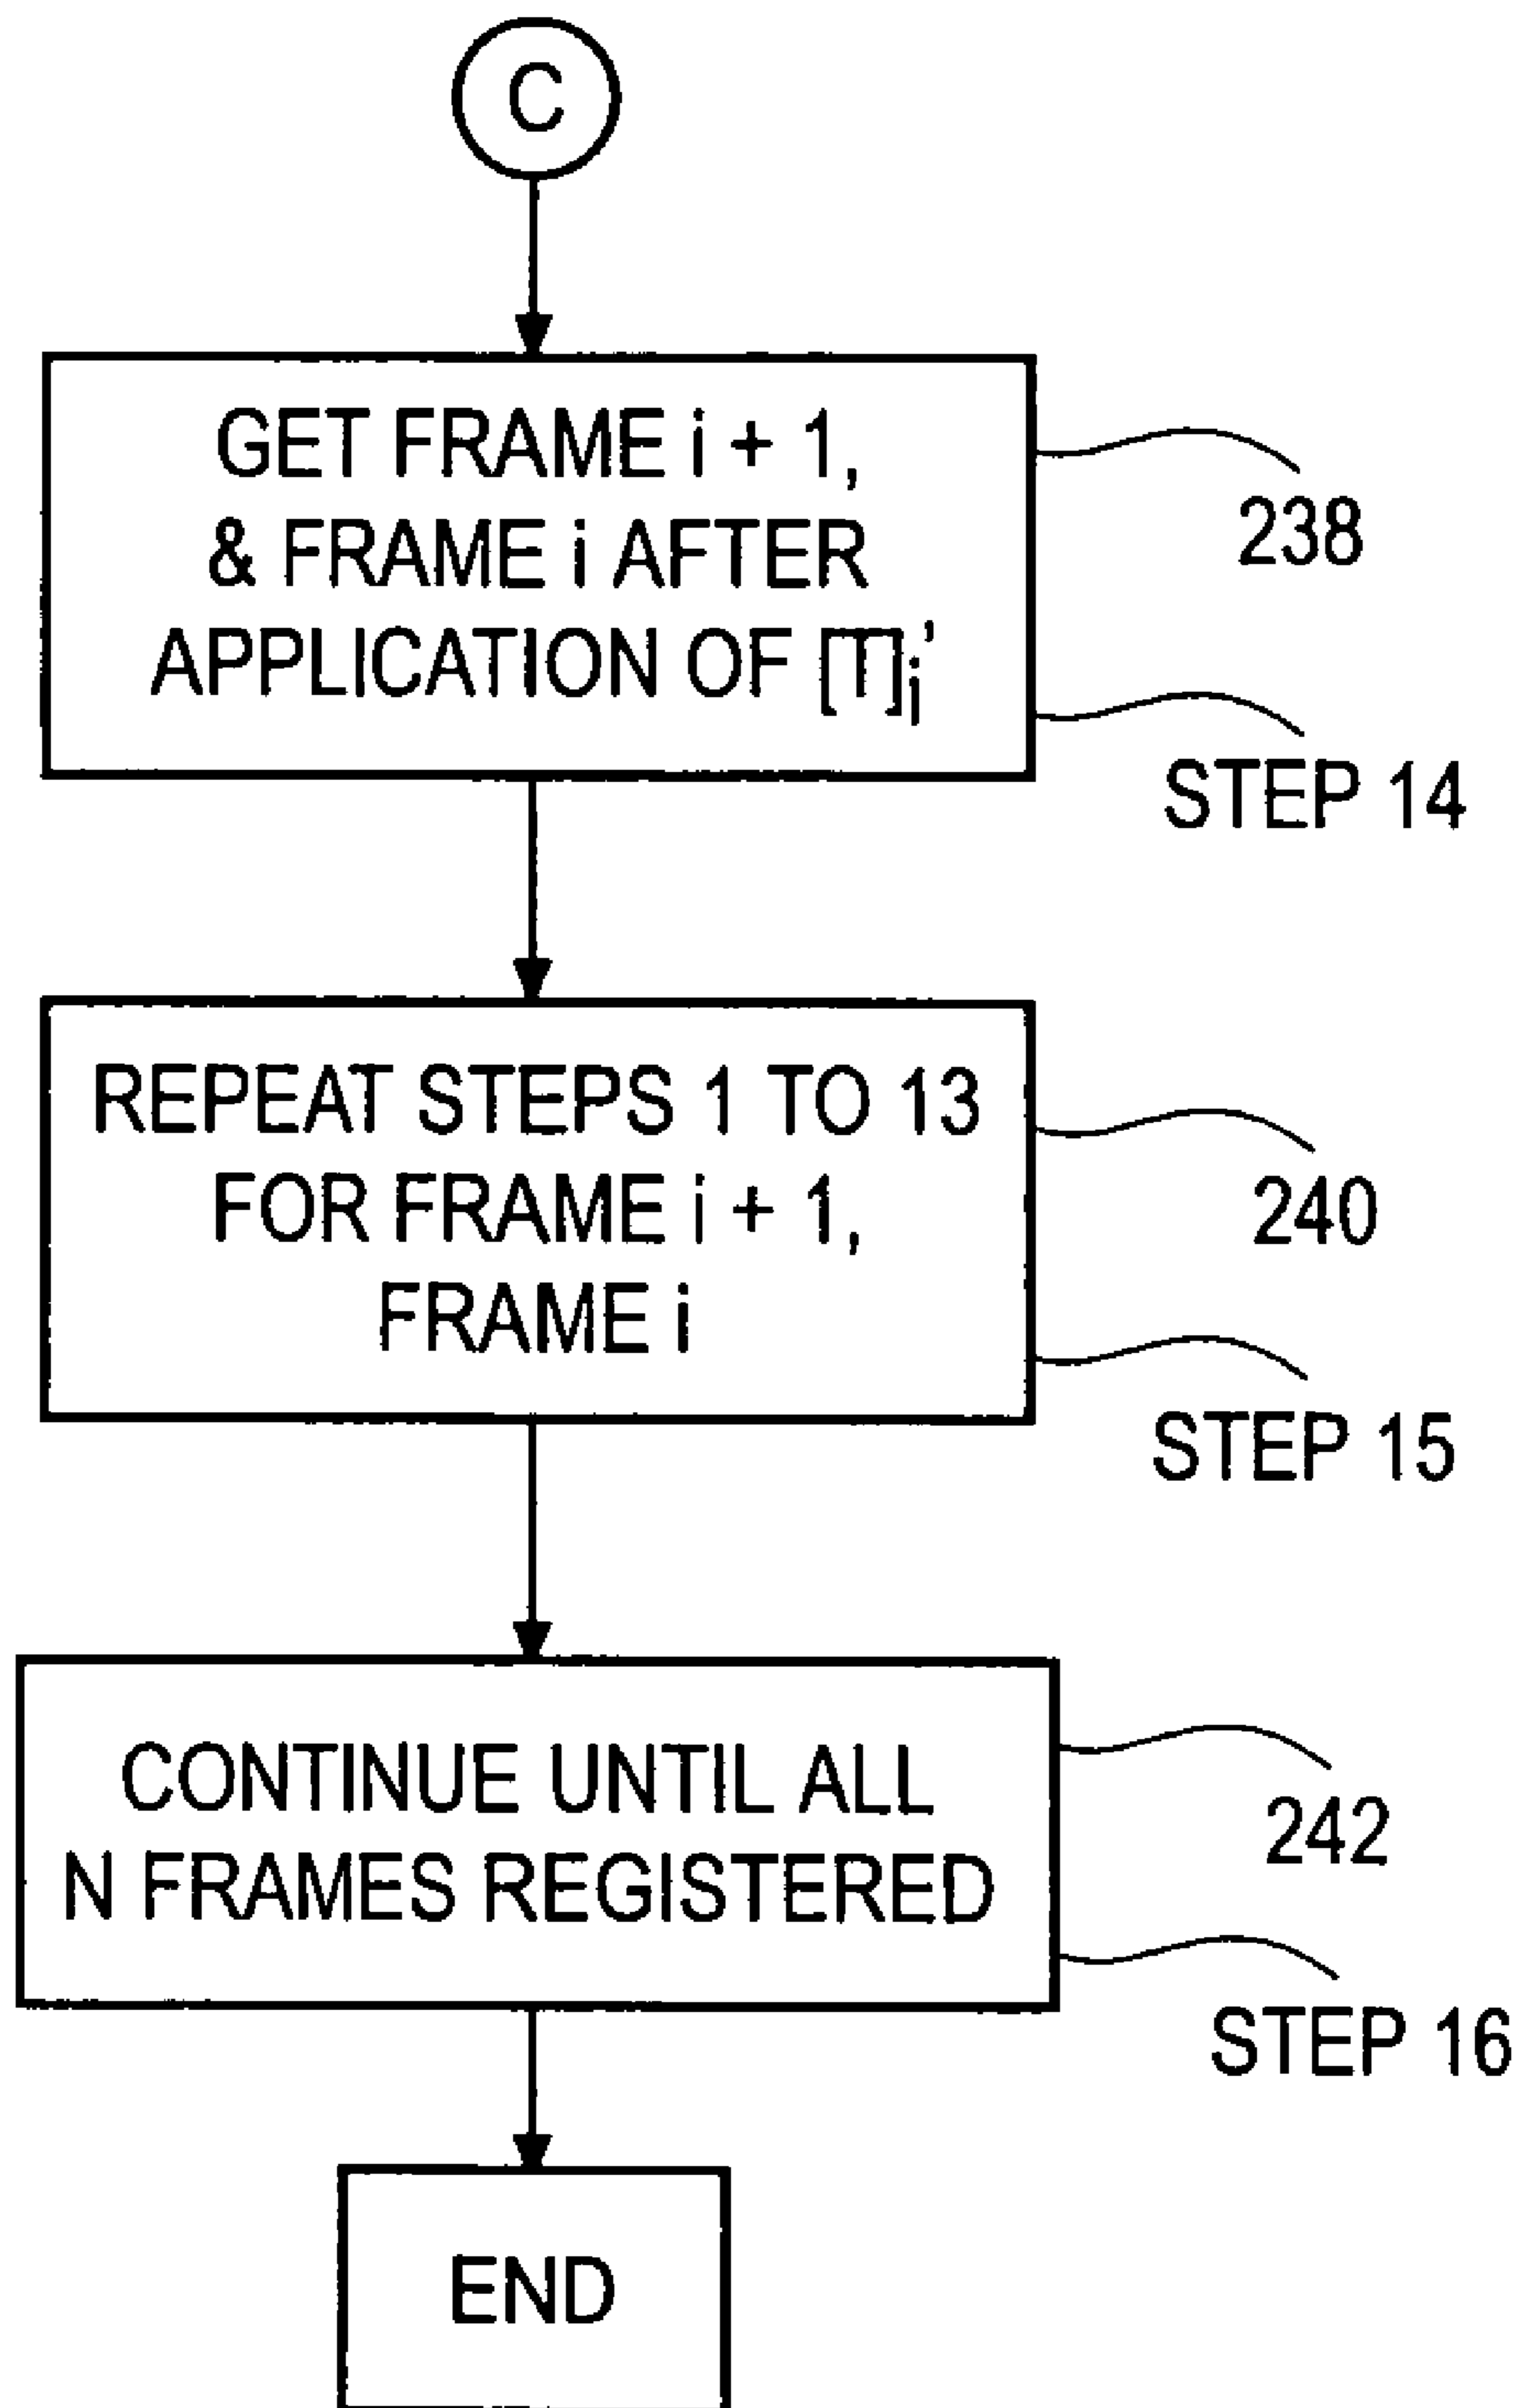 C
GET FRAME i + 1,
& FRAME i AFTER
APPLICATION OF [T]i'
238
STEP 14
REPEAT STEPS 1 TO 13
FOR FRAME i + 1,
FRAME i
240
STEP 15
CONTINUE UNTIL ALL
N FRAMES REGISTERED
242
STEP 16
END